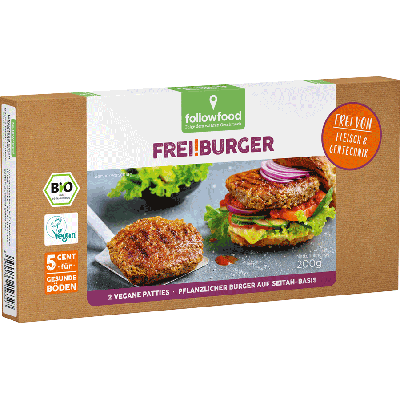 followfood
FREI!BURGER
FREI VON
FLEISCH &
GENTECHNIK
BIO
vegan
5 CENT
-für-
GESUNDE
BÖDEN
200g
2 VEGANE PATTIES · PFLANZLICHER BURGER AUF SEITAN-BASIS